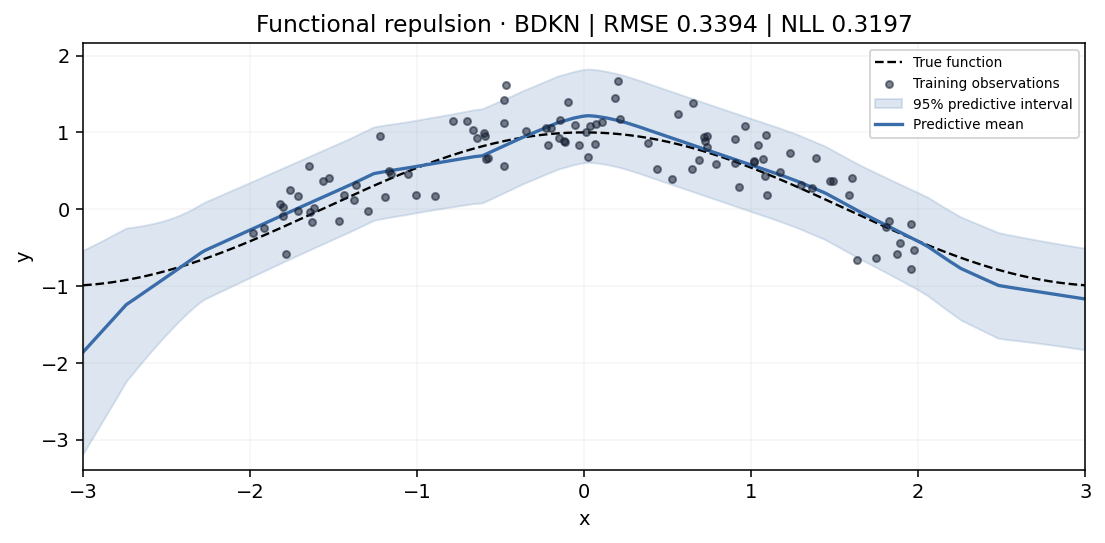 Functional repulsion · BDKN | RMSE 0.3394 | NLL 0.3197
True function
Training observations
95% predictive interval
Predictive mean
y
2
1
0
−1
−2
−3
−3
−2
−1
0
1
2
3
x